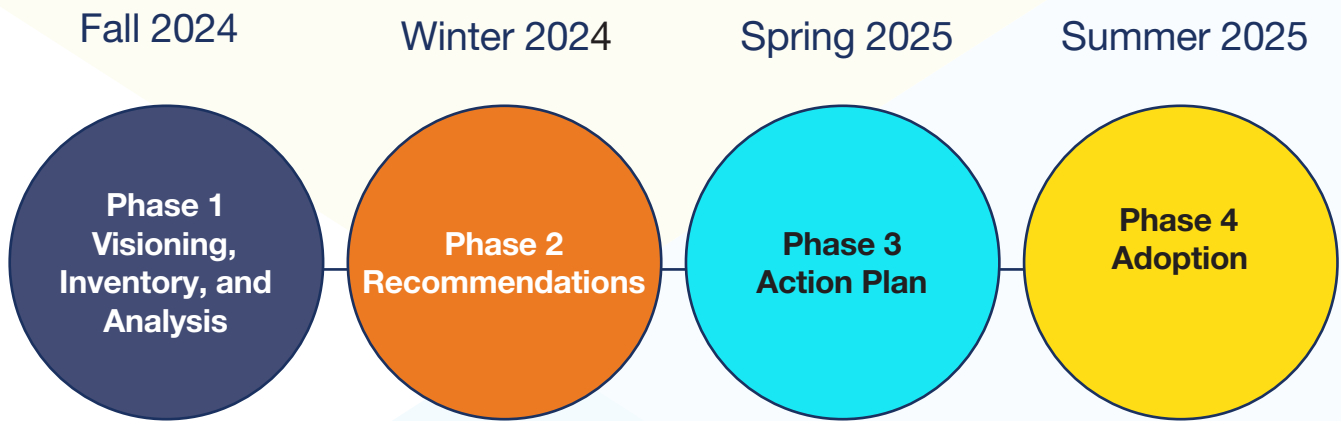 Fall 2024
Winter 2024
Spring 2025
Summer 2025
Phase 1
Visioning,
Inventory, and
Analysis
Phase 2
Recommendations
Phase 3
Action Plan
Phase 4
Adoption